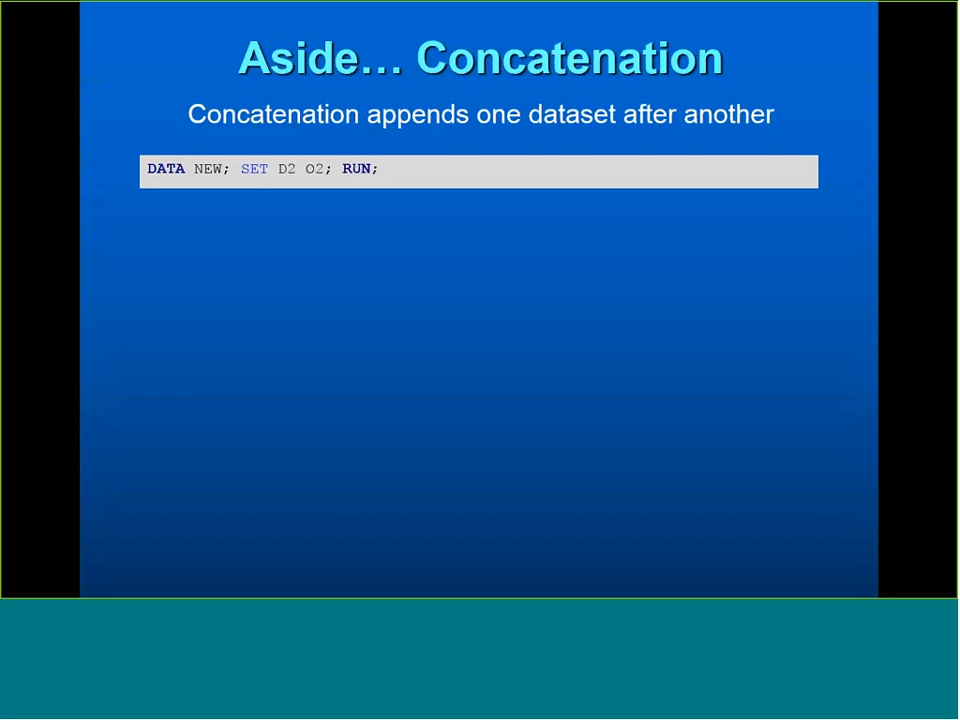 Aside… Concatenation
Concatenation appends one dataset after another
DATA NEW; SET D2 O2; RUN;